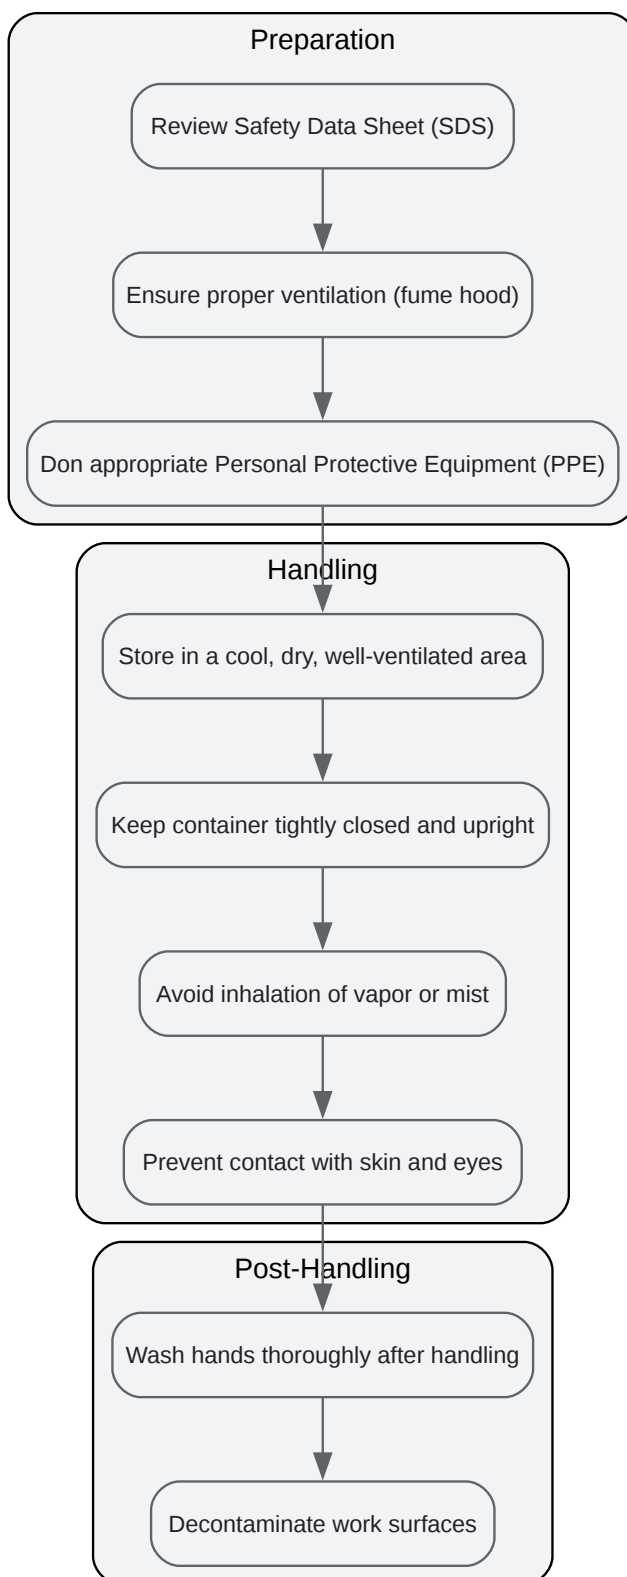 Preparation
Review Safety Data Sheet (SDS)
Ensure proper ventilation (fume hood)
Don appropriate Personal Protective Equipment (PPE)
Handling
Store in a cool, dry, well-ventilated area
Keep container tightly closed and upright
Avoid inhalation of vapor or mist
Prevent contact with skin and eyes
Post-Handling
Wash hands thoroughly after handling
Decontaminate work surfaces